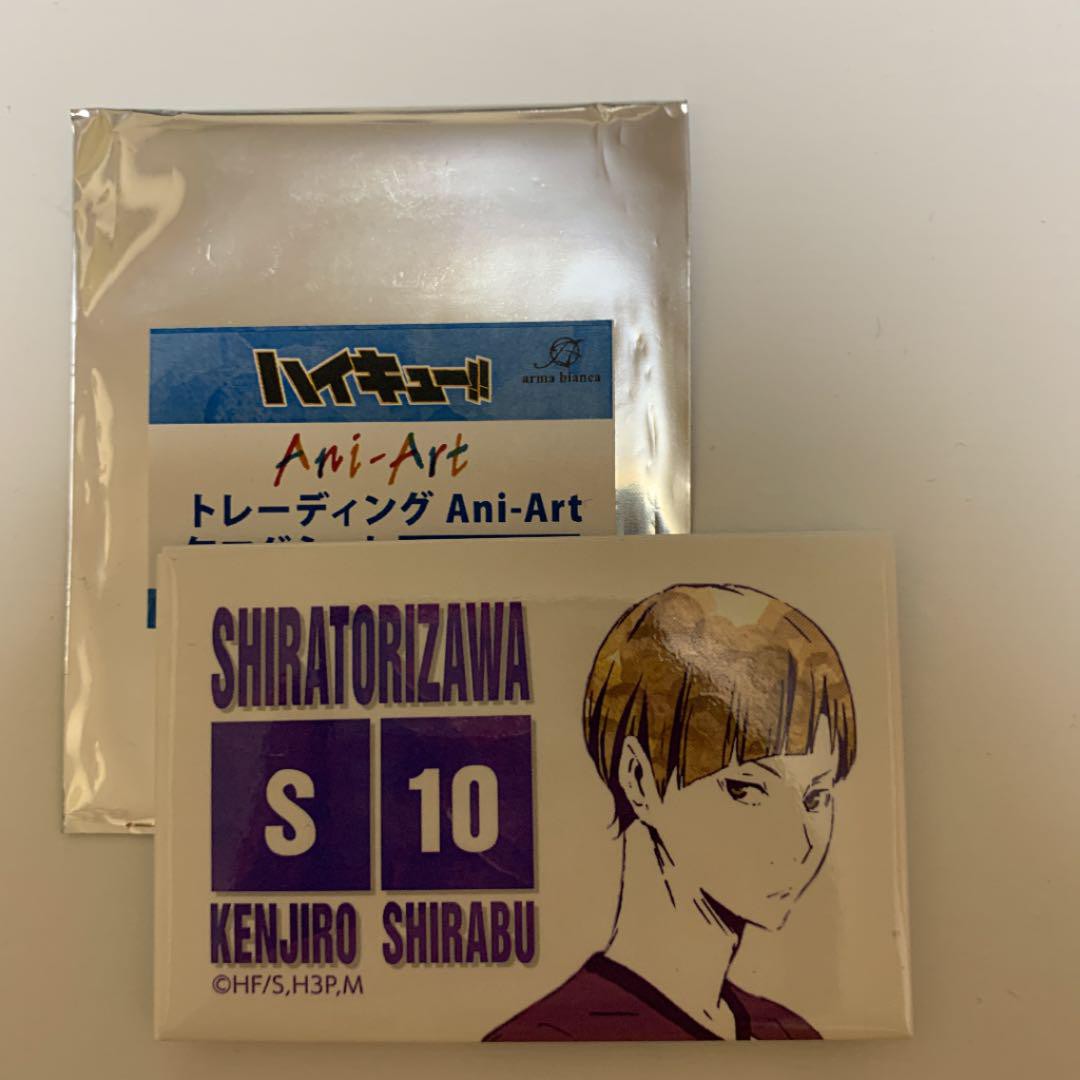 ハイキュー!!
arma bianca
Ani-Art
トレーディング Ani-Art
SHIRATORIZAWA
S 10
KENJIRO SHIRABU
©HF/S,H3P,M